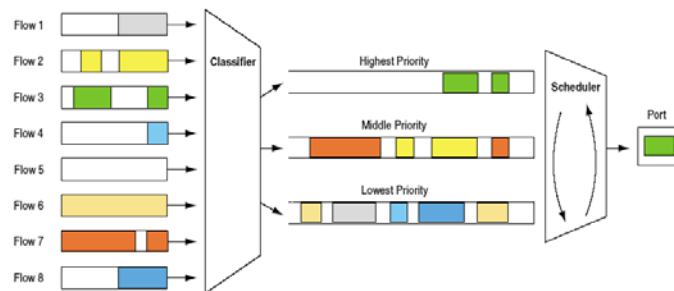 Flow 1
Flow 2
Flow 3
Flow 4
Flow 5
Flow 6
Flow 7
Flow 8
Classifier
Highest Priority
Middle Priority
Lowest Priority
Scheduler
Port